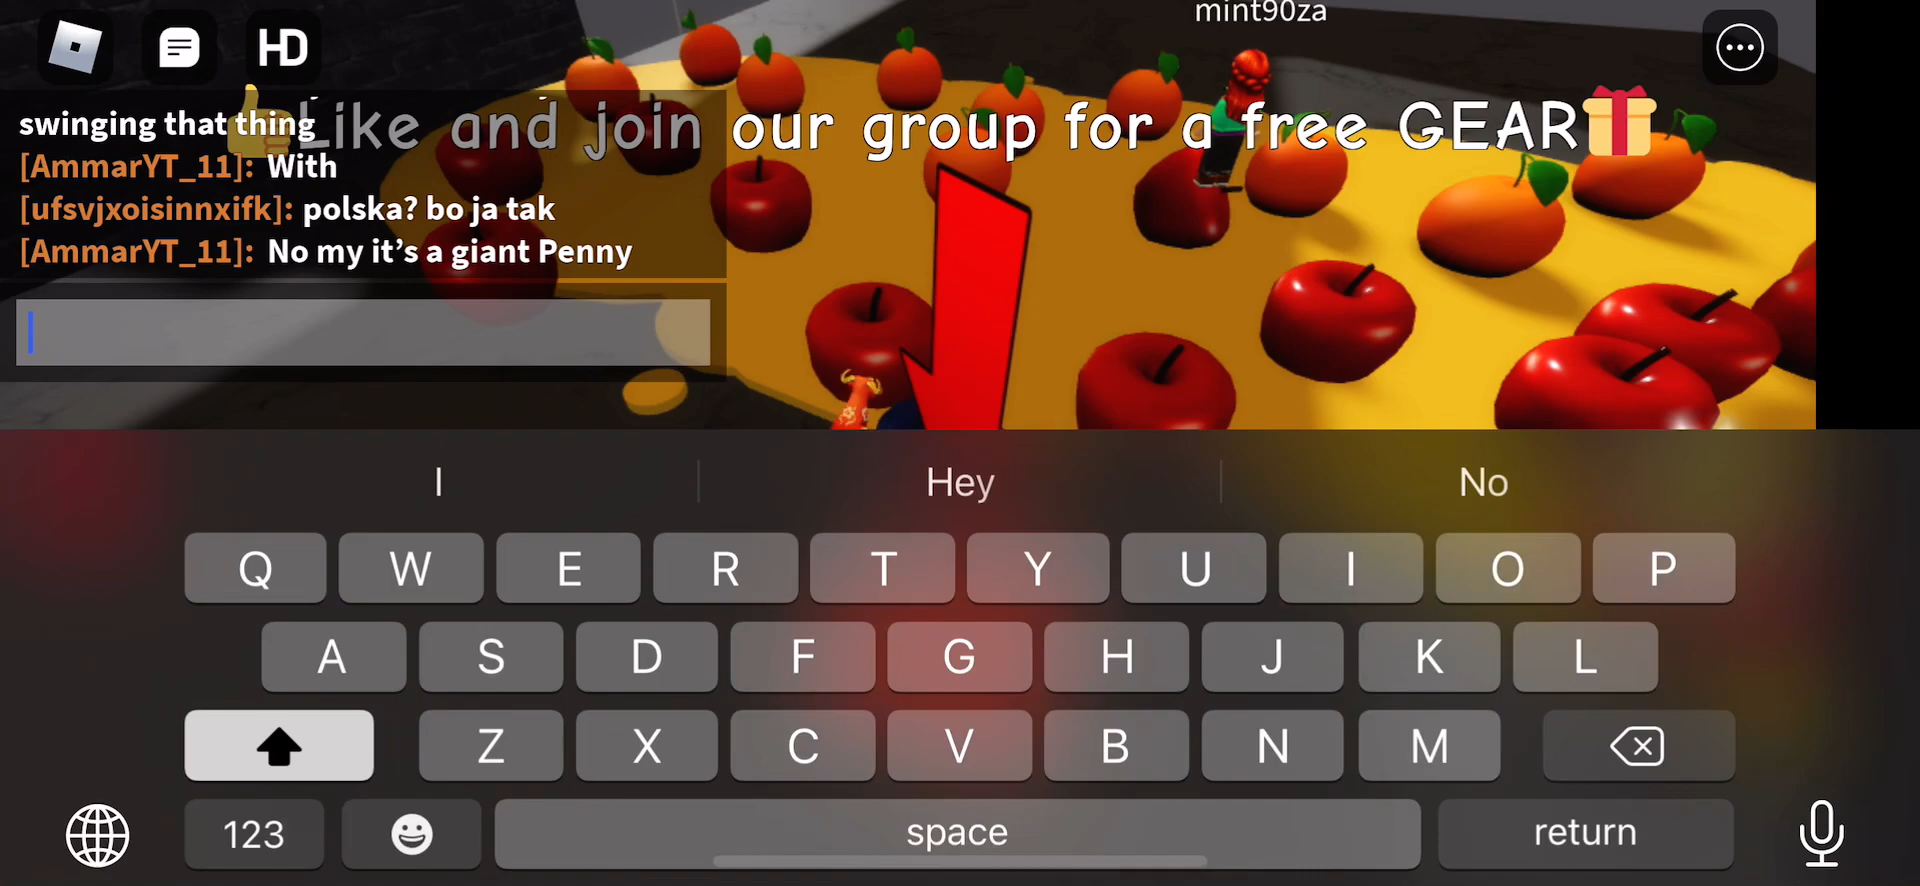 mint90za
HD
Like and join our group for a free GEAR
swinging that thing
[AmmarYT_11]: With
[ufsvjxoisinnxifk]: polska? bo ja tak
[AmmarYT_11]: No my it’s a giant Penny
I Hey No
Q W E R T Y U I O P
A S D F G H J K L
Z X C V B N M
123 space return